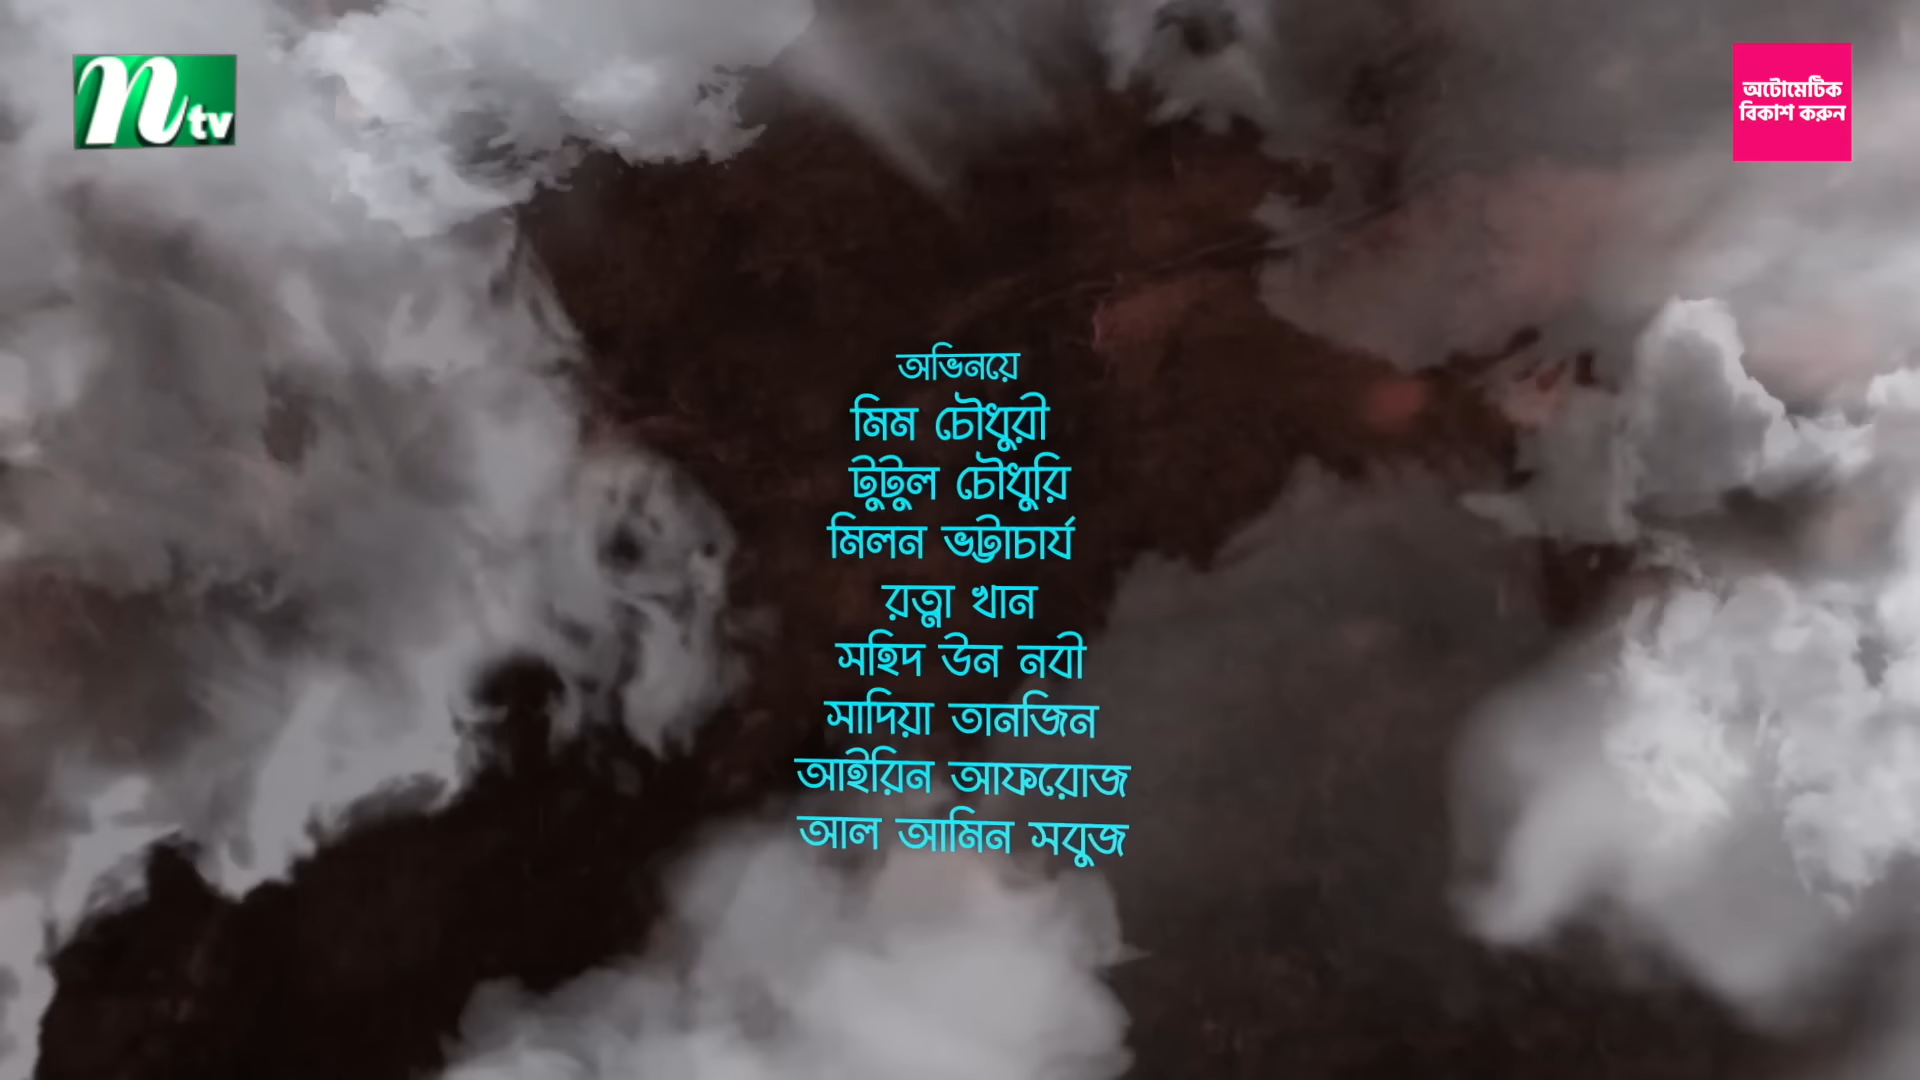 ntv
অটোমেটিক
বিকাশ করুন
অভিনয়ে
মিম চৌধুরী
টুটুল চৌধুরি
মিলন ভট্টাচার্য
রত্না খান
সহিদ উন নবী
সাদিয়া তানজিন
আইরিন আফরোজ
আল আমিন সবুজ